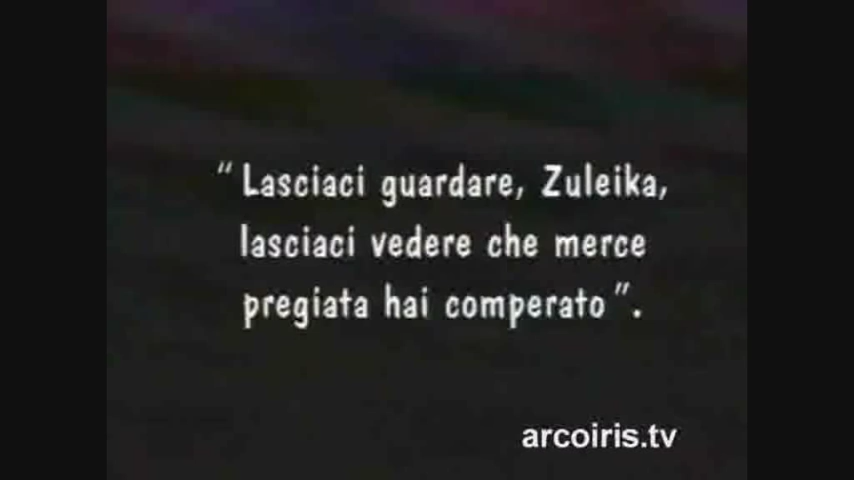 “Lasciaci guardare, Zuleika,
lasciaci vedere che merce
pregiata hai comperato”.
arcoiris.tv